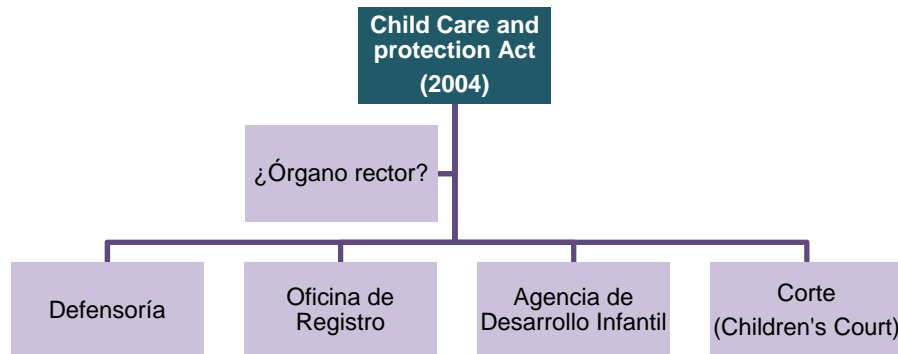 Child Care and
protection Act
(2004)
¿Órgano rector?
Defensoría
Oficina de
Registro
Agencia de
Desarrollo Infantil
Corte
(Children's Court)